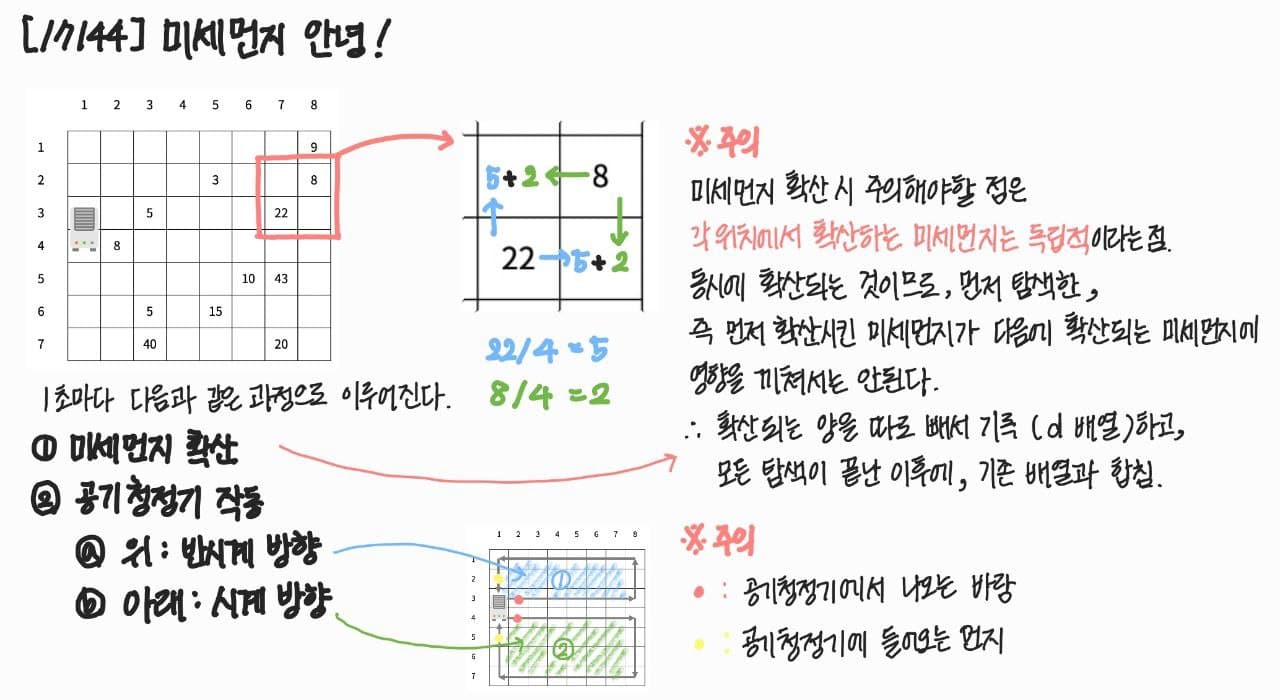 [17144] 미세먼지 안녕!
1 2 3 4 5 6 7 8
1 9
2 3 8
3 5 22
4 8
5 10 43
6 5 15
7 40 20
5+2 ← 8
22 → 5+2
22/4 = 5
8/4 = 2
1초마다 다음과 같은 과정으로 이루어진다.
① 미세먼지 확산
② 공기청정기 작동
ⓐ 위: 반시계 방향
ⓑ 아래: 시계 방향
※ 주의
미세먼지 확산 시 주의해야할 점은
각 위치에서 확산하는 미세먼지는 독립적이라는 점.
동시에 확산되는 것이므로, 먼저 탐색한,
즉 먼저 확산시킨 미세먼지가 다음에 확산되는 미세먼지에
영향을 끼쳐서는 안된다.
∴ 확산되는 양을 따로 빼서 기록 (d 배열)하고,
모든 탐색이 끝난 이후에, 기존 배열과 합침.
1 2 3 4 5 6 7 8
1
2 ①
3
4
5
6 ②
7
※ 주의
: 공기청정기에서 나오는 바람
: 공기청정기에 들어오는 먼지